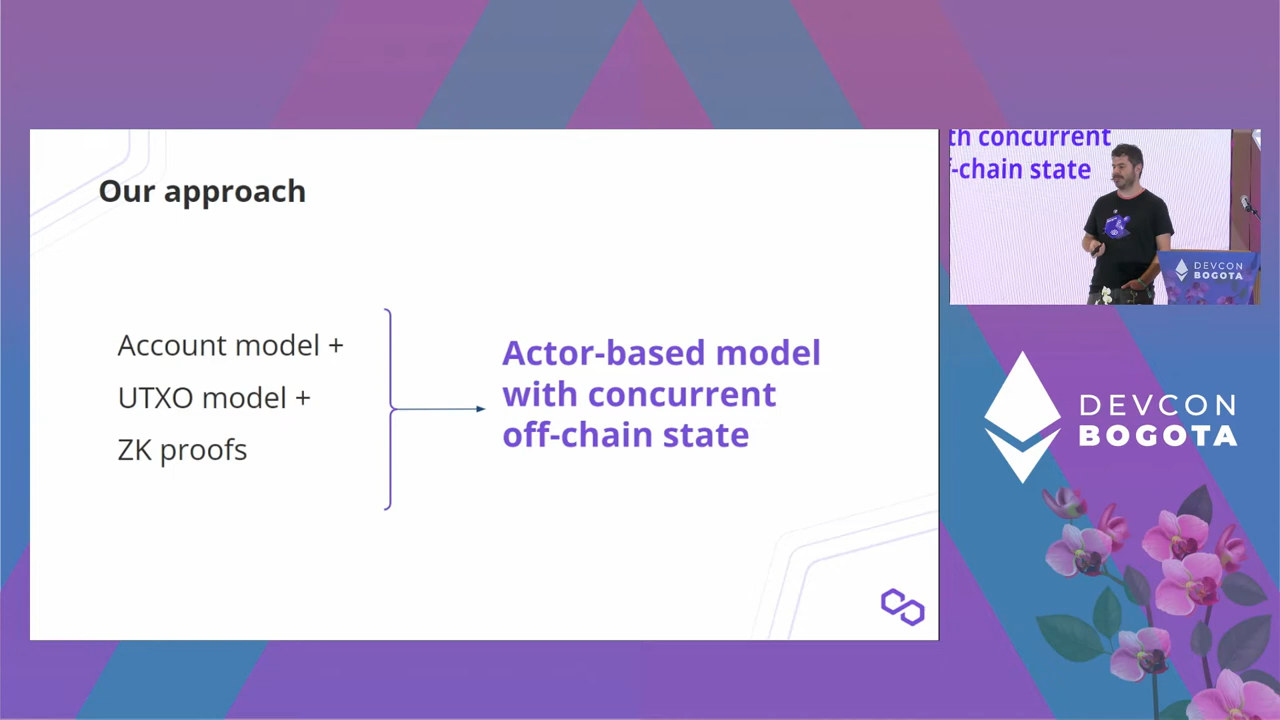 Our approach
Account model +
UTXO model +
ZK proofs
Actor-based model
with concurrent
off-chain state
th concurrent
f-chain state
DEVCON
BOGOTA
DEVCON
BOGOTA